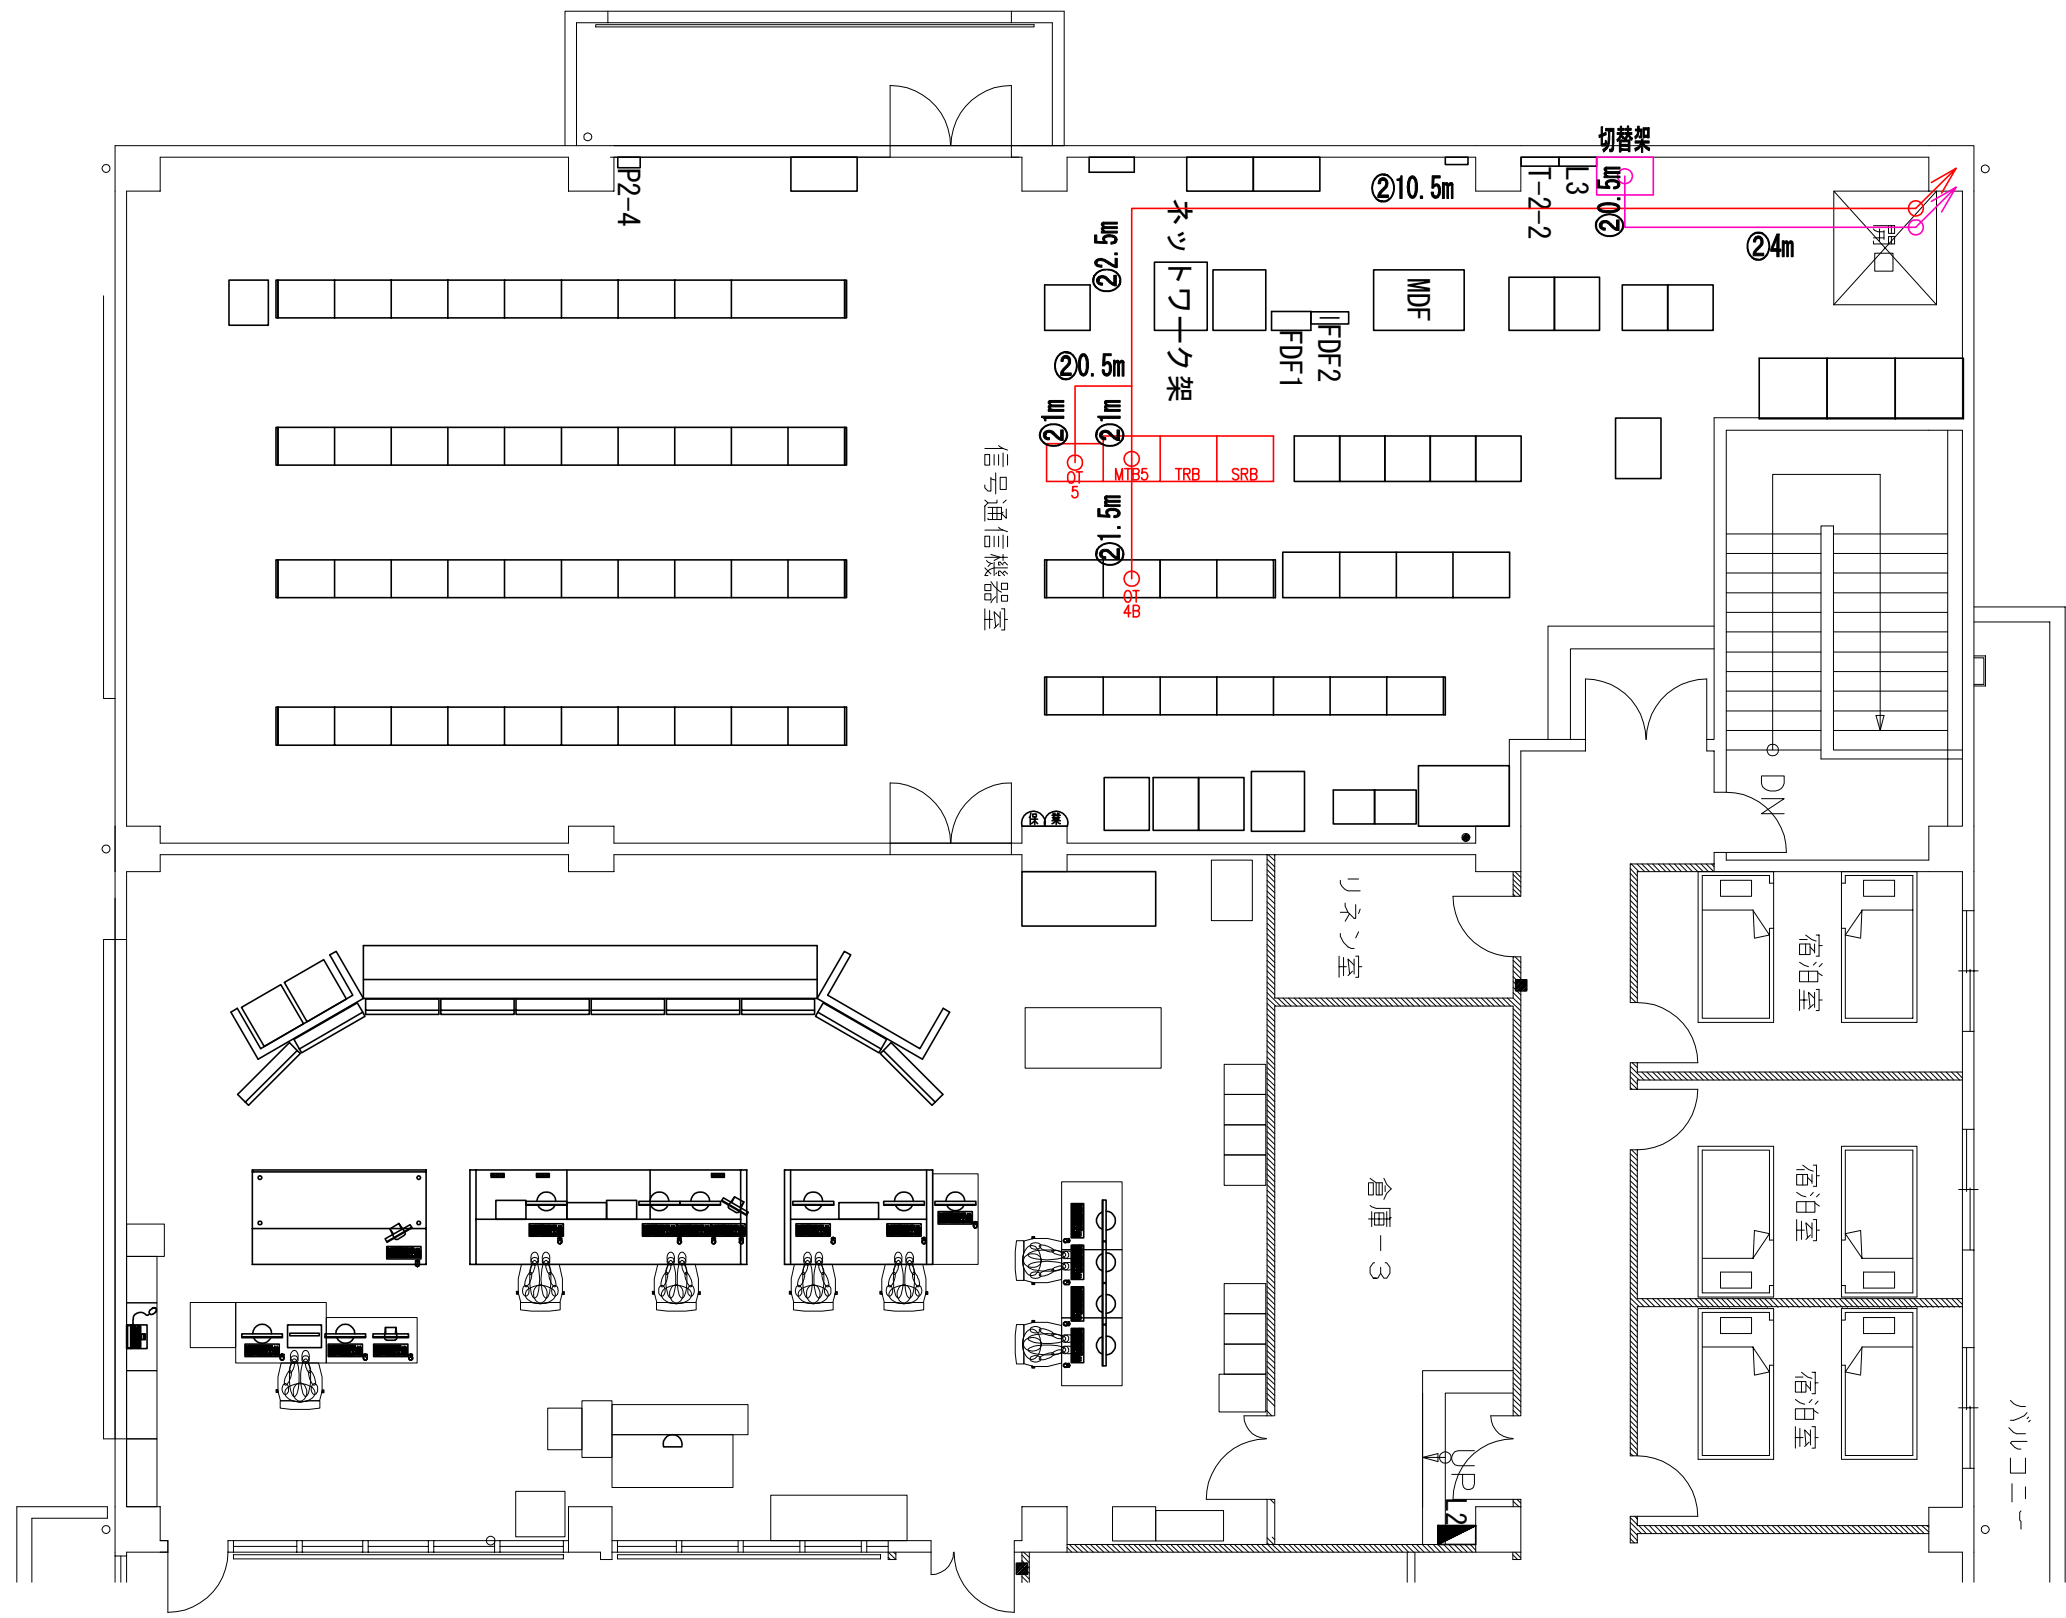 切替架
P2-4
②10.5m
T-2-2
L3
②0.5m
②4m
ネットワーク架
②2.5m
MDF
FDF1
FDF2
②0.5m
②1m
②1m
OT
5
MTB5
TRB
SRB
信号通信機器室
②1.5m
OT
4B
DN
保
業
リネン室
宿泊室
倉庫-3
宿泊室
宿泊室
バルコニー
UP
L2